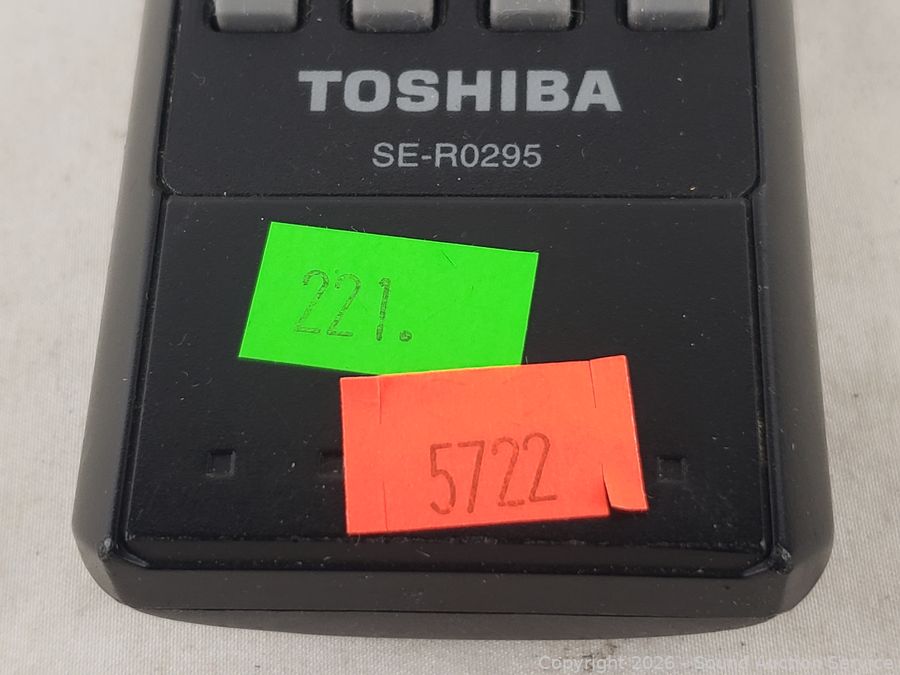 TOSHIBA
SE-R0295
221.
5722
Copyright 2026 - Sound Auction Service